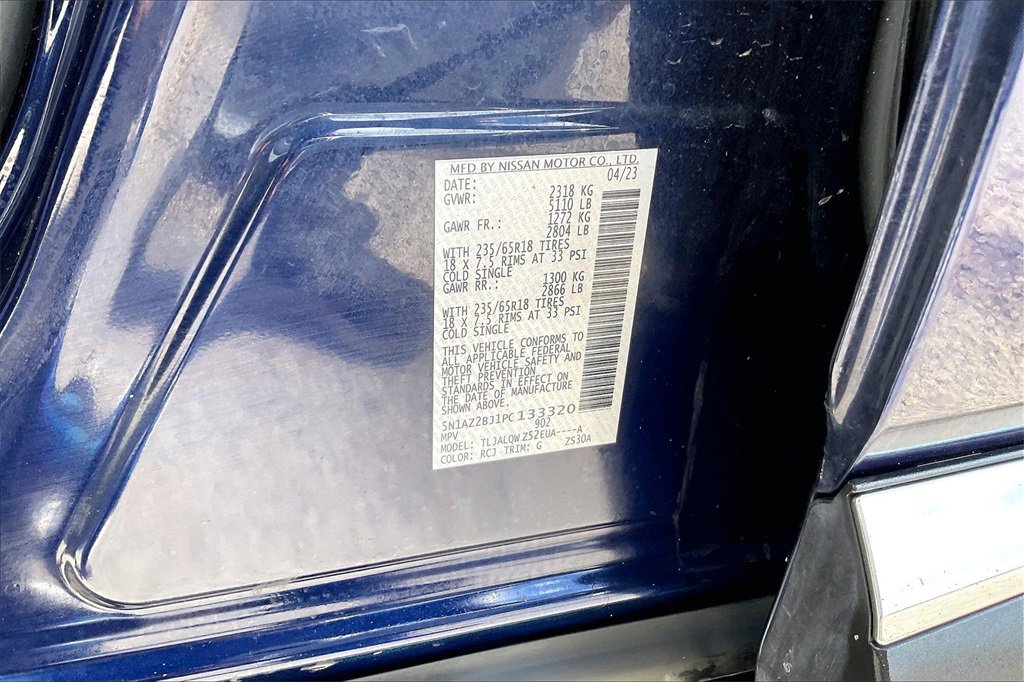 MFD BY NISSAN MOTOR CO., LTD.
DATE: 04/23
GVWR: 2318 KG
5110 LB
GAWR FR.: 1272 KG
2804 LB
WITH 235/65R18 TIRES
18 X 7.5 RIMS AT 33 PSI
COLD SINGLE
GAWR RR.: 1300 KG
2866 LB
WITH 235/65R18 TIRES
18 X 7.5 RIMS AT 33 PSI
COLD SINGLE
THIS VEHICLE CONFORMS TO
ALL APPLICABLE FEDERAL
MOTOR VEHICLE SAFETY AND
THEFT PREVENTION
STANDARDS IN EFFECT ON
THE DATE OF MANUFACTURE
SHOWN ABOVE.
5N1AZ2BJ1PC133320
MPV 902
MODEL: TLJALQWZ52EUA----A
COLOR: RCJ TRIM: G ZS30A